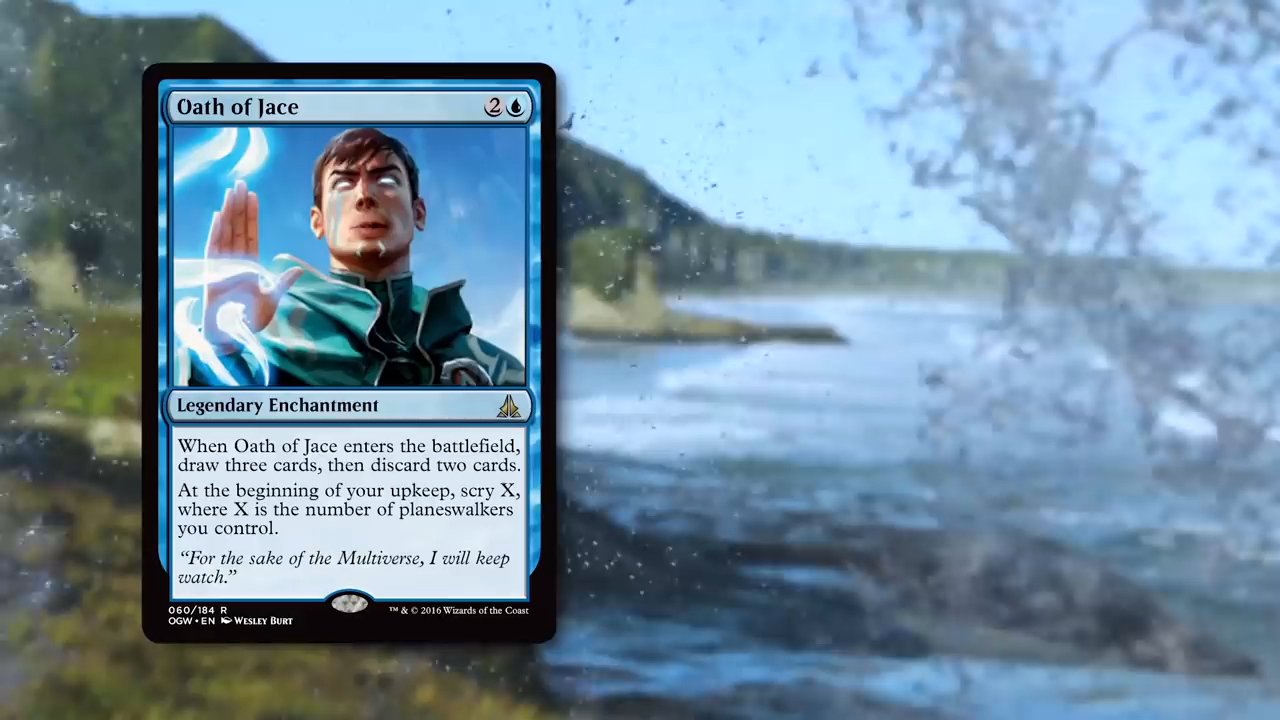 Oath of Jace 2
Legendary Enchantment
When Oath of Jace enters the battlefield,
draw three cards, then discard two cards.
At the beginning of your upkeep, scry X,
where X is the number of planeswalkers
you control.
“For the sake of the Multiverse, I will keep
watch.”
060/184 R
OGW • EN Wesley Burt
™ & © 2016 Wizards of the Coast